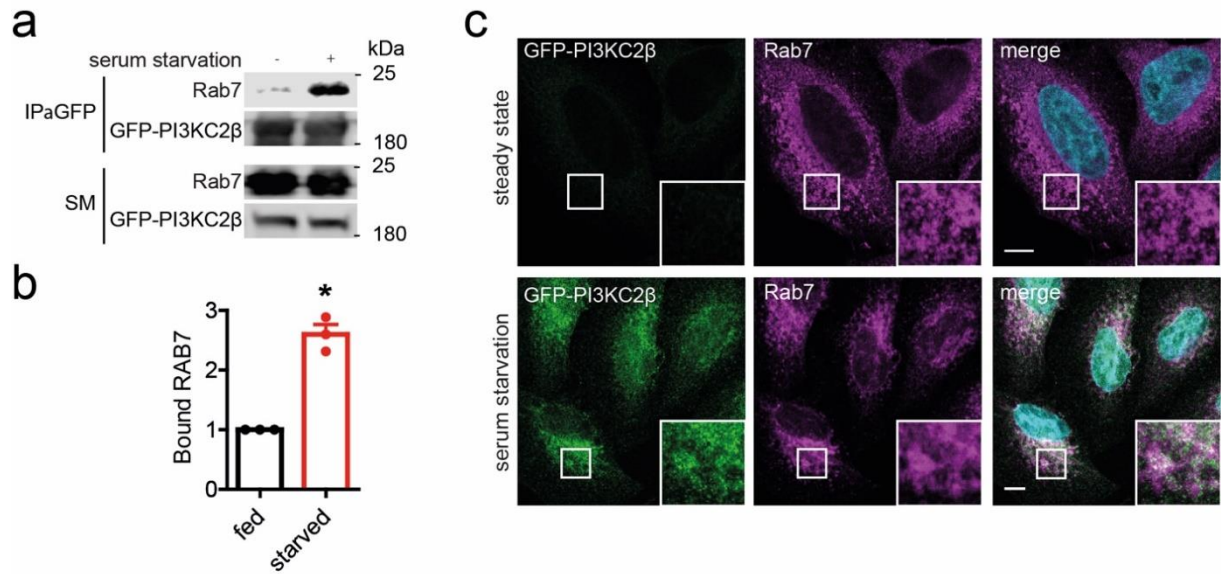 a
serum starvation - + kDa
25
IPaGFP
Rab7
GFP-PI3KC2β
180
25
SM
Rab7
GFP-PI3KC2β
180
b
Bound RAB7
3
2
1
0
*
fed
starved
c
steady state
GFP-PI3KC2β
Rab7
merge
serum starvation
GFP-PI3KC2β
Rab7
merge